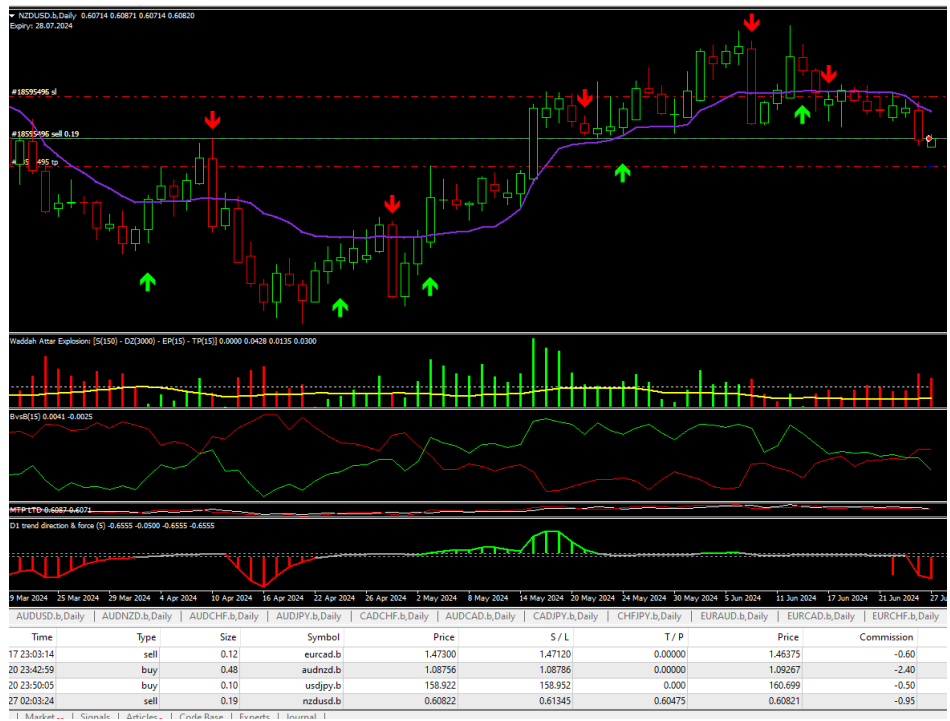 NZDUSD.b,Daily 0.60714 0.60871 0.60714 0.60820
Expiry: 28.07.2024
#18595496 sl
sell 0.19
tp
Waddah Attar Explosion: [S(150) - DZ(3000) - EP(15) - TP(15)] 0.0000 0.0428 0.0135 0.0300
BvsB(15) 0.0041 -0.0025
MTP LTD 0.6087 0.6071
D1 trend direction & force (5) -0.6555 -0.0500 -0.6555 -0.6555
9 Mar 2024 25 Mar 2024 29 Mar 2024 4 Apr 2024 10 Apr 2024 16 Apr 2024 22 Apr 2024 26 Apr 2024 2 May 2024 8 May 2024 14 May 2024 20 May 2024 24 May 2024 30 May 2024 5 Jun 2024 11 Jun 2024 17 Jun 2024 21 Jun 2024 27 Ju
AUDUSD.b,Daily | AUDNZD.b,Daily | AUDCHF.b,Daily | AUDJPY.b,Daily | CADCHF.b,Daily | AUDCAD.b,Daily | CADJPY.b,Daily | CHFJPY.b,Daily | EURAUD.b,Daily | EURCAD.b,Daily | EURCHF.b,Daily
Time Type Size Symbol Price S / L T / P Price Commission
17 23:03:14 sell 0.12 eurcad.b 1.47300 1.47120 0.00000 1.46375 -0.60
20 23:42:59 buy 0.48 audnzd.b 1.08756 1.08786 0.00000 1.09267 -2.40
20 23:50:05 buy 0.10 usdjpy.b 158.922 158.952 0.000 160.699 -0.50
27 02:03:24 sell 0.19 nzdusd.b 0.60822 0.61345 0.60475 0.60821 -0.95
Market | Signals | Articles | Code Base | Experts | Journal |